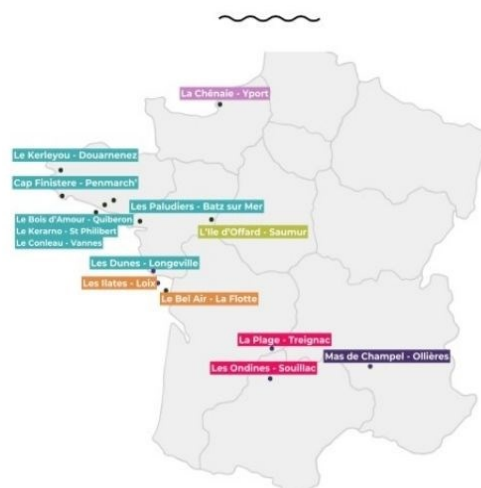 La Chênaie - Yport
Le Kerleyou - Douarnenez
Cap Finistere - Penmarch'
Les Paludiers - Batz sur Mer
Le Bois d'Amour - Quiberon
Le Kerarno - St Philibert
Le Conleau - Vannes
L'Ile d'Offard - Saumur
Les Dunes - Longeville
Les Ilates - Loix
Le Bel Air - La Flotte
La Plage - Treignac
Mas de Champel - Ollières
Les Ondines - Souillac